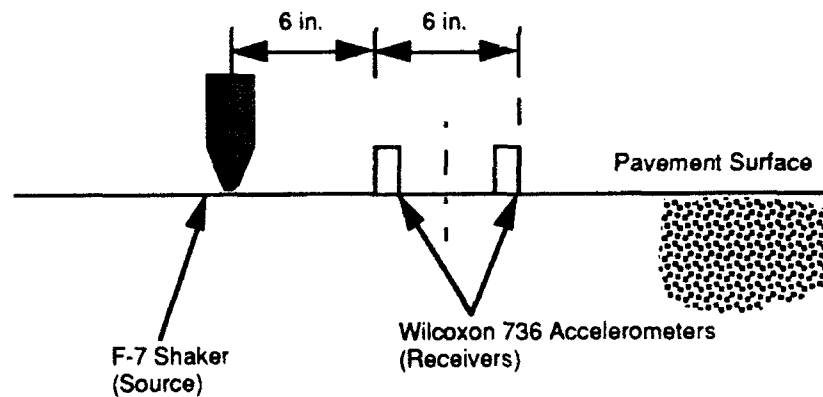 6 in.
6 in.
Pavement Surface
F-7 Shaker
(Source)
Wilcoxon 736 Accelerometers
(Receivers)